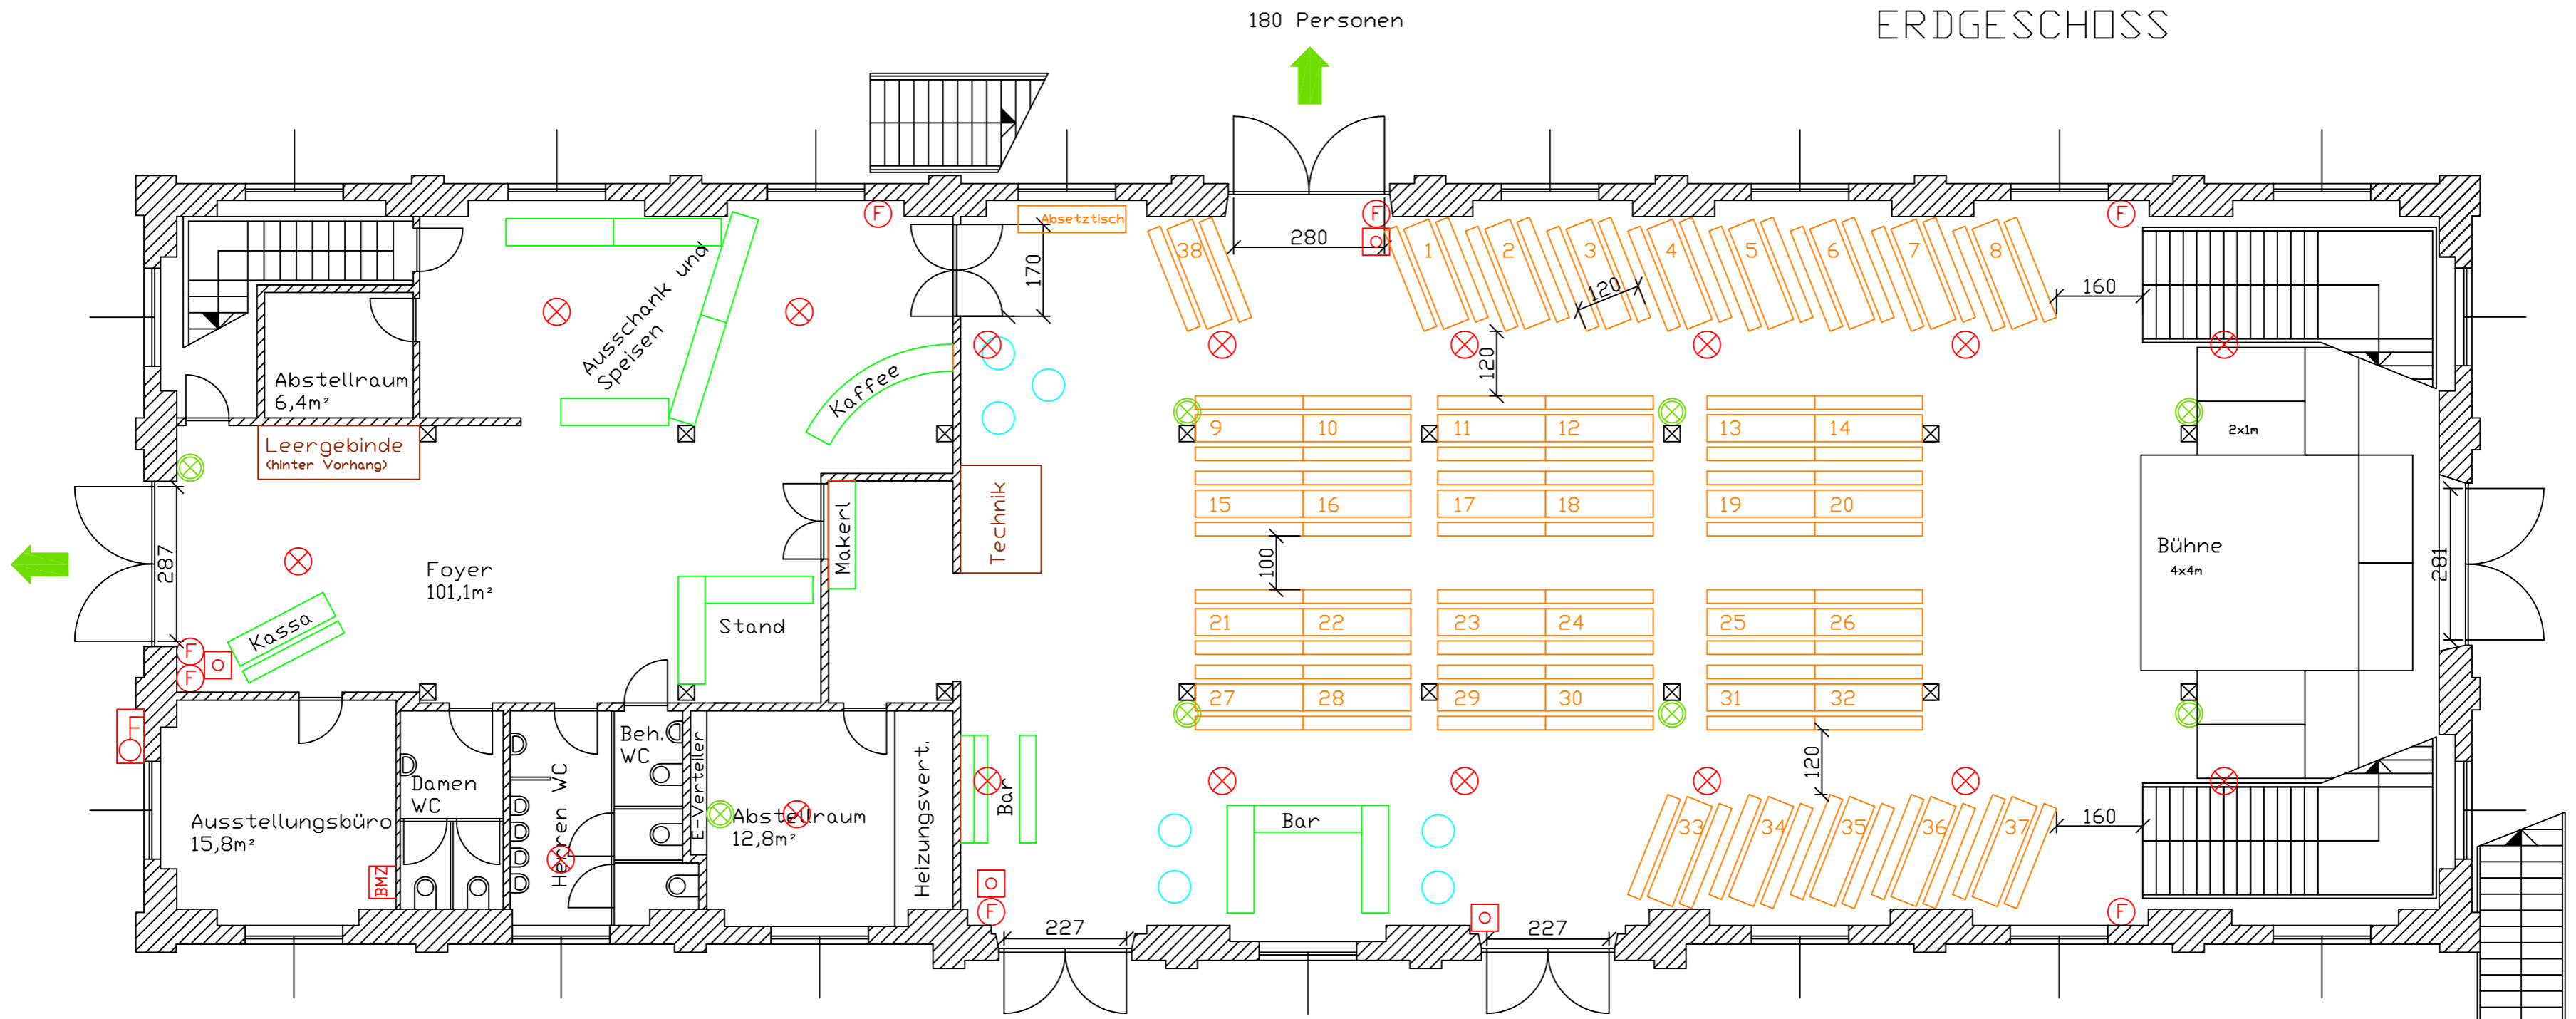 180 Personen
ERDGESCHOSS
F
F
F
Absetztisch
280
170
38
1
2
3
4
5
6
7
8
120
160
120
Ausschank und
Speisen
Kaffee
Abstellraum
6,4m²
Leergebinde
(hinter Vorhang)
9
10
11
12
13
14
2x1m
15
16
17
18
19
20
Technik
Makerl
287
100
Foyer
101,1m²
Bühne
4x4m
281
Kassa
Stand
21
22
23
24
25
26
F
F
27
28
29
30
31
32
F
Damen
WC
Herren WC
Beh.
WC
E-Verteiler
Abstellraum
12,8m²
Heizungsvert.
Bar
Bar
120
160
33
34
35
36
37
Ausstellungsbüro
15,8m²
BMZ
F
F
227
227